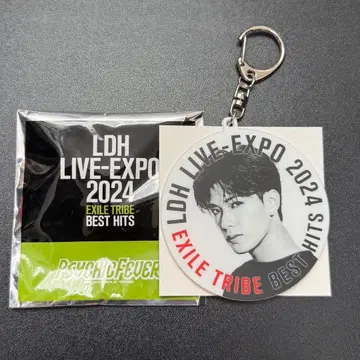 LDH
LIVE-EXPO
2024
EXILE TRIBE
BEST HITS
PSYCHIC FEVER
LDH LIVE-EXPO 2024
EXILE TRIBE BEST HITS